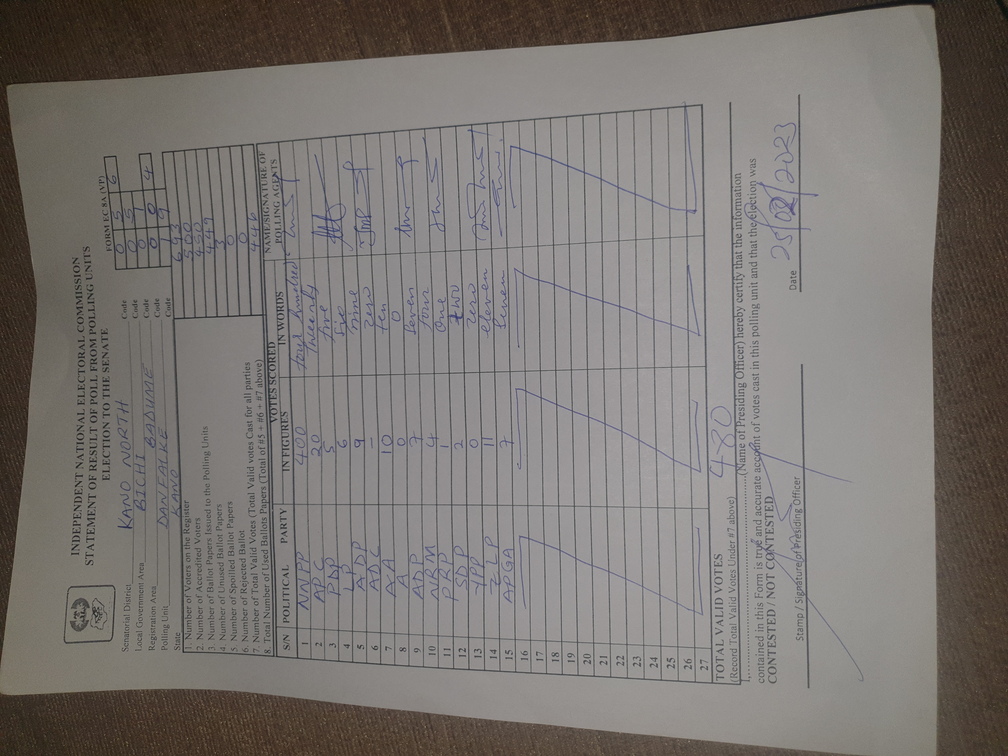 INDEPENDENT NATIONAL ELECTORAL COMMISSION
STATEMENT OF RESULT OF POLL FROM POLLING UNITS
ELECTION TO THE SENATE
FORM EC 8A (VP)
Senatorial District KANO NORTH Code 0 5 6
Local Government Area BICHI Code 0 5
Registration Area BADUME Code 0 7
Polling Unit DANFALKE Code 0 0 4
State KANO 19
1. Number of Voters on the Register 693
2. Number of Accredited Voters 500
3. Number of Ballot Papers Issued to the Polling Units 450
4. Number of Unused Ballot Papers 449
5. Number of Spoilled Ballot Papers 3
6. Number of Rejected Ballot 0
7. Number of Total Valid Votes (Total Valid votes Cast for all parties 0
8. Total Number of Used Ballots Papers (Total of #5 + #6 + #7 above) 446
S/N POLITICAL PARTY VOTES SCORED NAME/SIGNATURE OF POLLING AGENTS
IN FIGURES IN WORDS
1 NNPP 400 four hundred
2 APC 20 Tweenty
3 PDP 5 five
4 LP 6 Six
5 ADP 9 nine
6 ADC – zero
7 AA 10 ten
8 A 0 0
9 ADP 7 Seven
10 NRM 4 four
11 PRP 1 One
12 SDP 2 two
13 YPP 0 zero
14 ZLP 11 eleven
15 APGA 7 Seven
16
17
18
19
20
21
22
23
24
25
26
27
TOTAL VALID VOTES 480
(Record Total Valid Votes Under #7 above)
I,..............................(Name of Presiding Officer) hereby certify that the information
contained in this Form is true and accurate account of votes cast in this polling unit and that the election was
CONTESTED / NOT CONTESTED
Stamp / Signature of Presiding Officer Date 25/02/2023